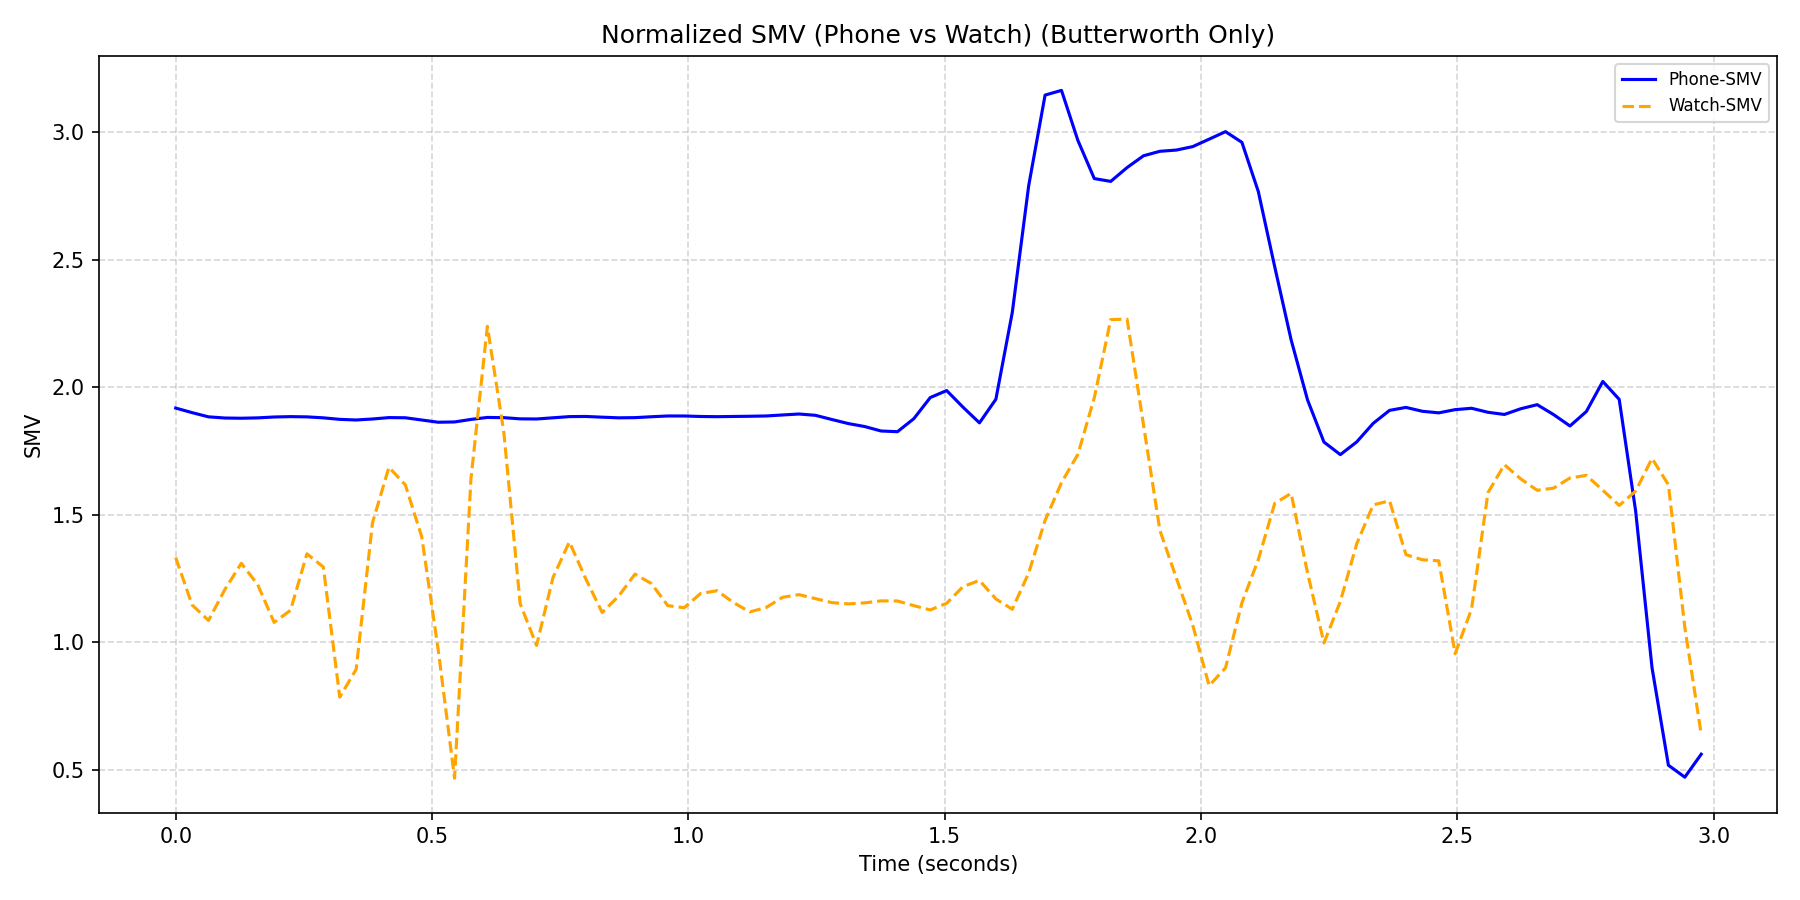 Normalized SMV (Phone vs Watch) (Butterworth Only)
Phone-SMV
Watch-SMV
SMV
3.0
2.5
2.0
1.5
1.0
0.5
0.0 0.5 1.0 1.5 2.0 2.5 3.0
Time (seconds)